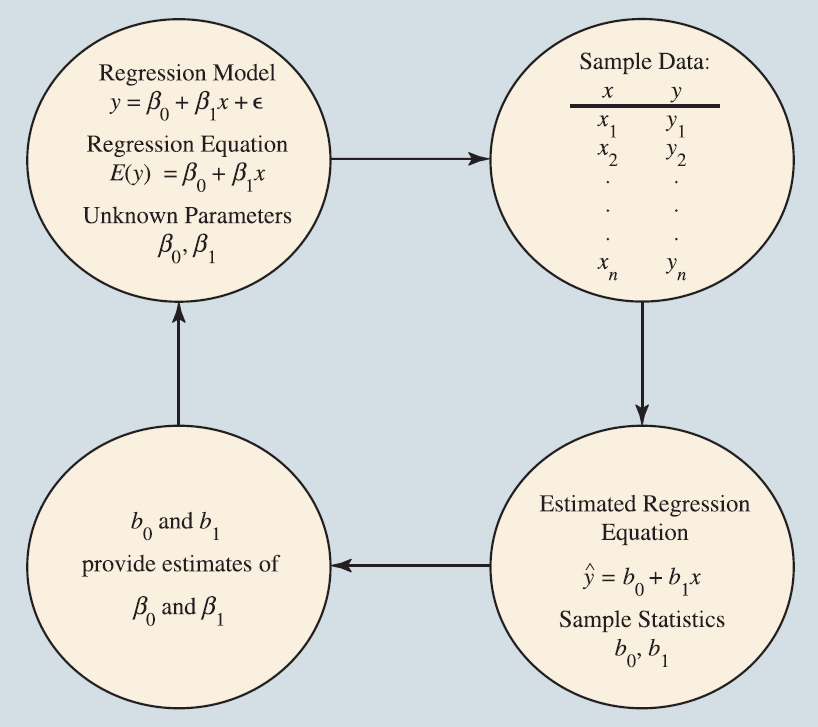 Regression Model
y = β₀ + β₁x + ϵ
Regression Equation
E(y) = β₀ + β₁x
Unknown Parameters
β₀, β₁
Sample Data:
x y
x₁ y₁
x₂ y₂
. .
. .
. .
xₙ yₙ
Estimated Regression
Equation
ŷ = b₀ + b₁x
Sample Statistics
b₀, b₁
b₀ and b₁
provide estimates of
β₀ and β₁